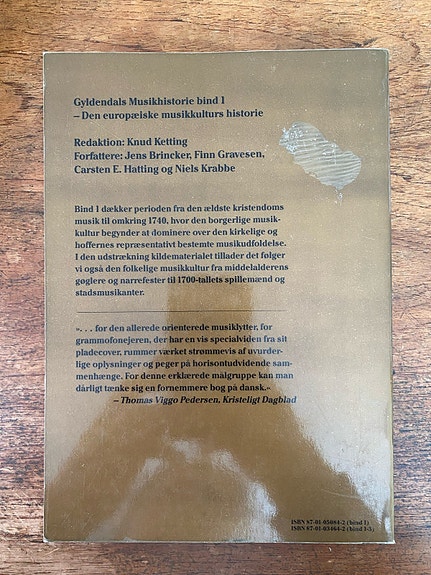 Gyldendals Musikhistorie bind 1
– Den europæiske musikkulturs historie
Redaktion: Knud Ketting
Forfattere: Jens Brincker, Finn Gravesen,
Carsten E. Hatting og Niels Krabbe
Bind 1 dækker perioden fra den ældste kristendoms
musik til omkring 1740, hvor den borgerlige musik-
kultur begynder at dominere over den kirkelige og
hoffernes repræsentativt bestemte musikudfoldelse.
I den udstrækning kildematerialet tillader det følger
vi også den folkelige musikkultur fra middelalderens
gøglere og narrefester til 1700-tallets spillemænd og
stadsmusikanter.
». . . for den allerede orienterede musiklytter, for
grammofonejeren, der har en vis specialviden fra sit
pladecover, rummer værket strømmevis af uvurder-
lige oplysninger og peger på horisontudvidende sam-
menhænge. For denne erklærede målgruppe kan man
dårligt tænke sig en fornemmere bog på dansk.«
– Thomas Viggo Pedersen, Kristeligt Dagblad
ISBN 87-01-05084-2 (bind 1)
ISBN 87-01-03464-2 (bind 1-3)